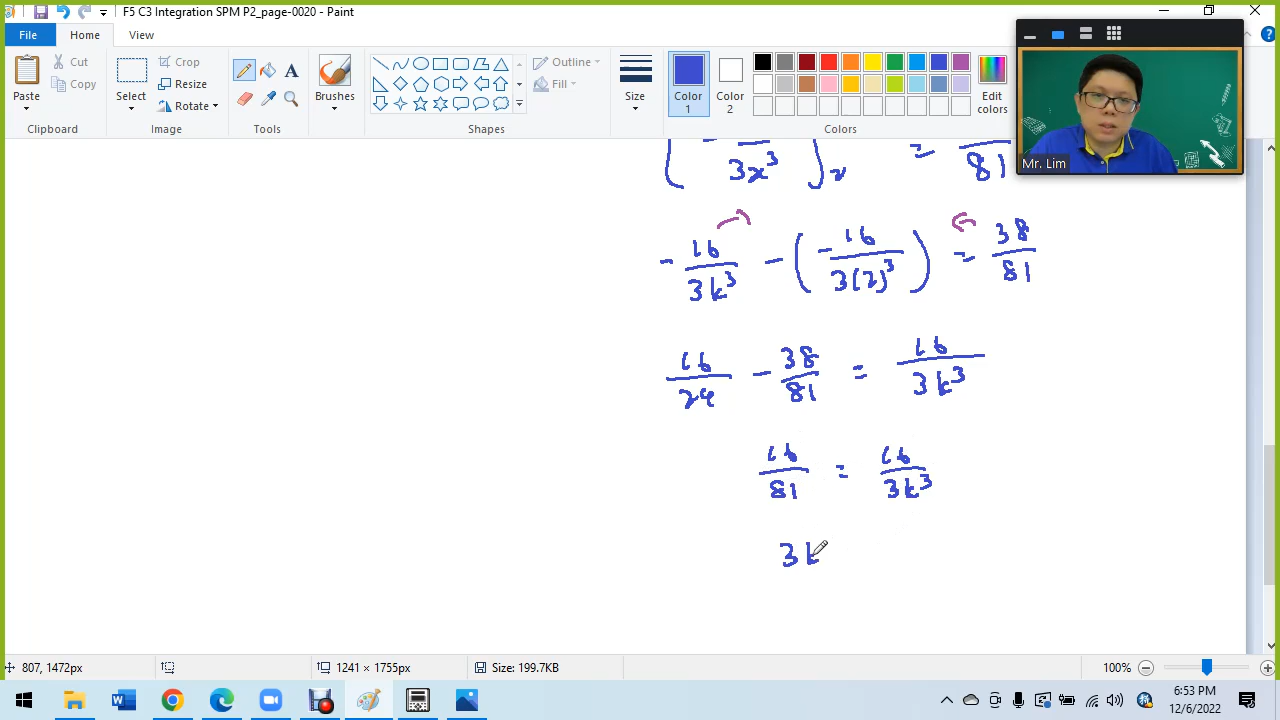 F5 C3 Integration SPM P2_page-0020 - Paint
File Home View
Paste Cut Copy Clipboard
Select Crop Resize Rotate Image
Tools
Brushes
Outline Fill Shapes
Size
Color 1 Color 2 Edit colors Colors
Mr. Lim
3x³ 2 = 81
-16/3k³ - (-16/3(2)³) = 38/81
16/24 - 38/81 = 16/3k³
16/81 = 16/3k³
3k
807, 1472px 1241 × 1755px Size: 199.7KB 100%
6:53 PM
12/6/2022